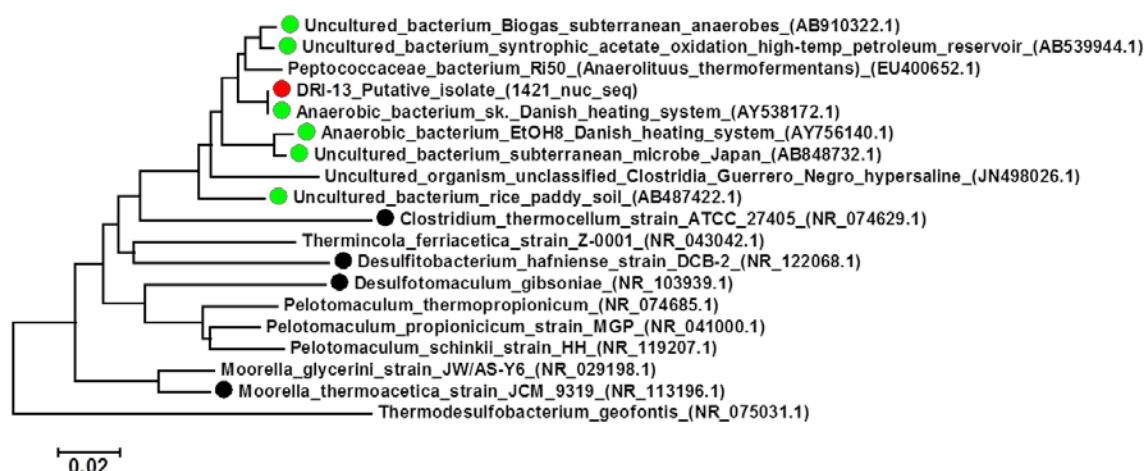 Uncultured_bacterium_Biogas_subterranean_anaerobes_(AB910322.1)
Uncultured_bacterium_syntrophic_acetate_oxidation_high-temp_petroleum_reservoir_(AB539944.1)
Peptococcaceae_bacterium_Ri50_(Anaerolituus_thermofermentans)_(EU400652.1)
DRI-13_Putative_isolate_(1421_nuc_seq)
Anaerobic_bacterium_sk._Danish_heating_system_(AY538172.1)
Anaerobic_bacterium_EtOH8_Danish_heating_system_(AY756140.1)
Uncultured_bacterium_subterranean_microbe_Japan_(AB848732.1)
Uncultured_organism_unclassified_Clostridia_Guerrero_Negro_hypersaline_(JN498026.1)
Uncultured_bacterium_rice_paddy_soil_(AB487422.1)
Clostridium_thermocellum_strain_ATCC_27405_(NR_074629.1)
Thermincola_ferriacetica_strain_Z-0001_(NR_043042.1)
Desulfitobacterium_hafniense_strain_DCB-2_(NR_122068.1)
Desulfotomaculum_gibsoniae_(NR_103939.1)
Pelotomaculum_thermopropionicum_(NR_074685.1)
Pelotomaculum_propionicicum_strain_MGP_(NR_041000.1)
Pelotomaculum_schinkii_strain_HH_(NR_119207.1)
Moorella_glycerini_strain_JW/AS-Y6_(NR_029198.1)
Moorella_thermoacetica_strain_JCM_9319_(NR_113196.1)
Thermodesulfobacterium_geofontis_(NR_075031.1)
0.02